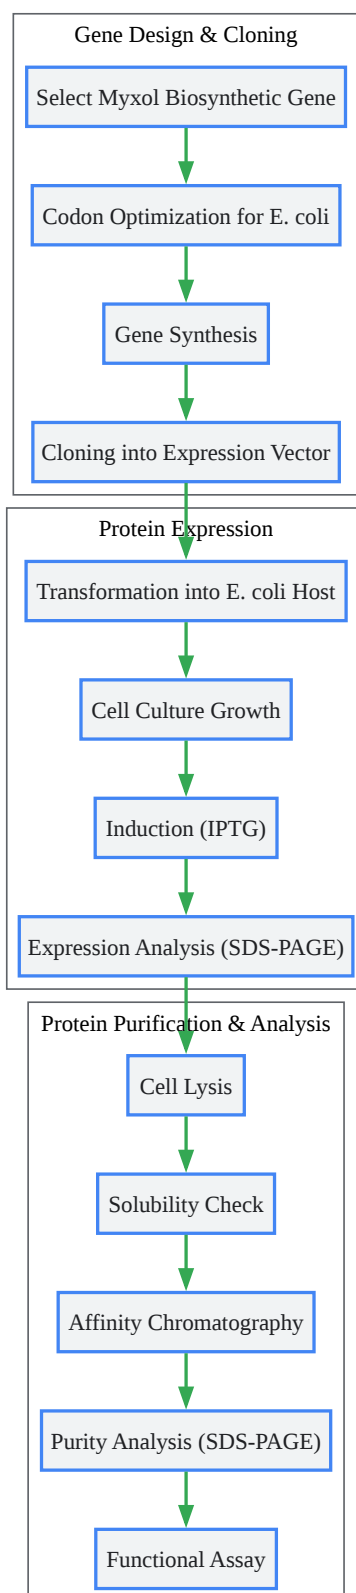 Gene Design & Cloning
Select Myxol Biosynthetic Gene
Codon Optimization for E. coli
Gene Synthesis
Cloning into Expression Vector
Protein Expression
Transformation into E. coli Host
Cell Culture Growth
Induction (IPTG)
Expression Analysis (SDS-PAGE)
Protein Purification & Analysis
Cell Lysis
Solubility Check
Affinity Chromatography
Purity Analysis (SDS-PAGE)
Functional Assay